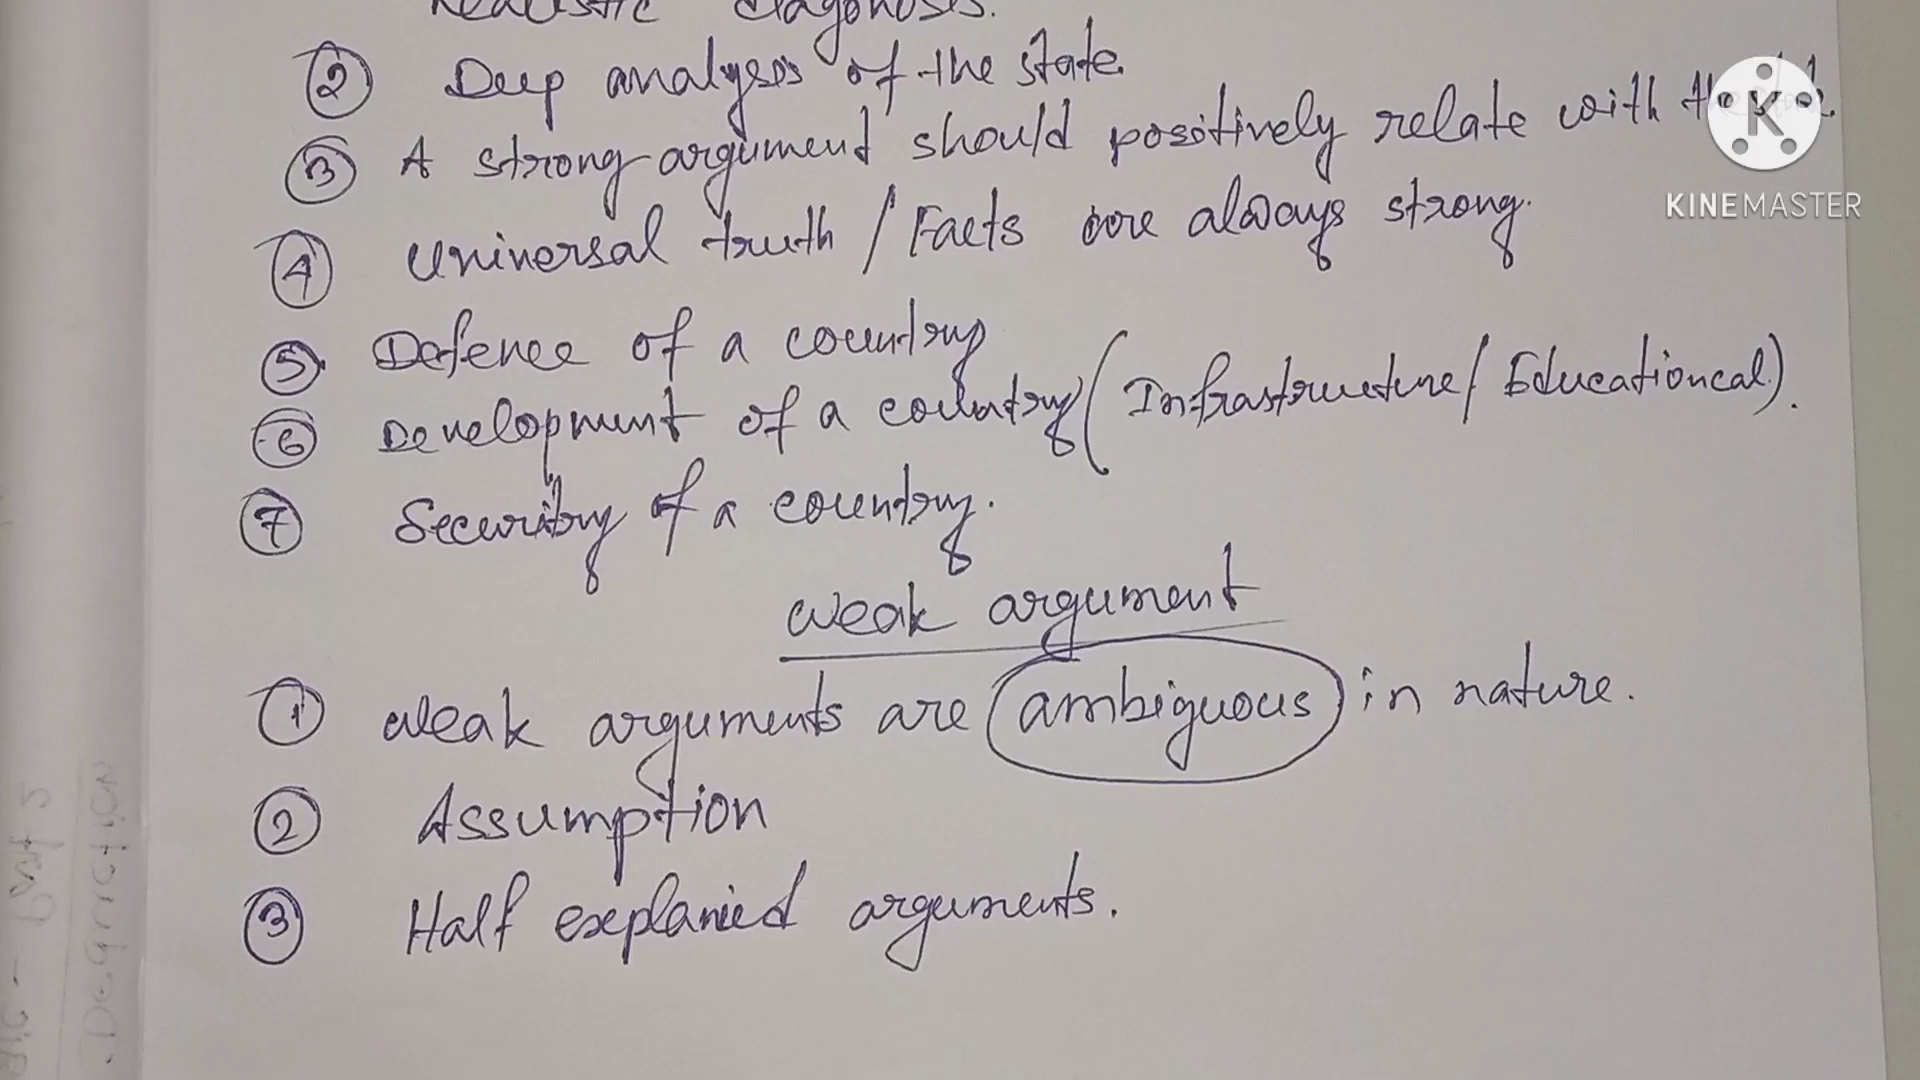 Realistic diagnosis.
② Deep analysis of the state.
③ A strong argument should positively relate with the
④ Universal truth / Facts are always strong.
⑤ Defence of a country
⑥ Development of a country (Infrastructure / Educational).
⑦ Security of a country.
weak argument
① Weak arguments are ambiguous in nature.
② Assumption
③ Half explanied arguments.
K
KINEMASTER